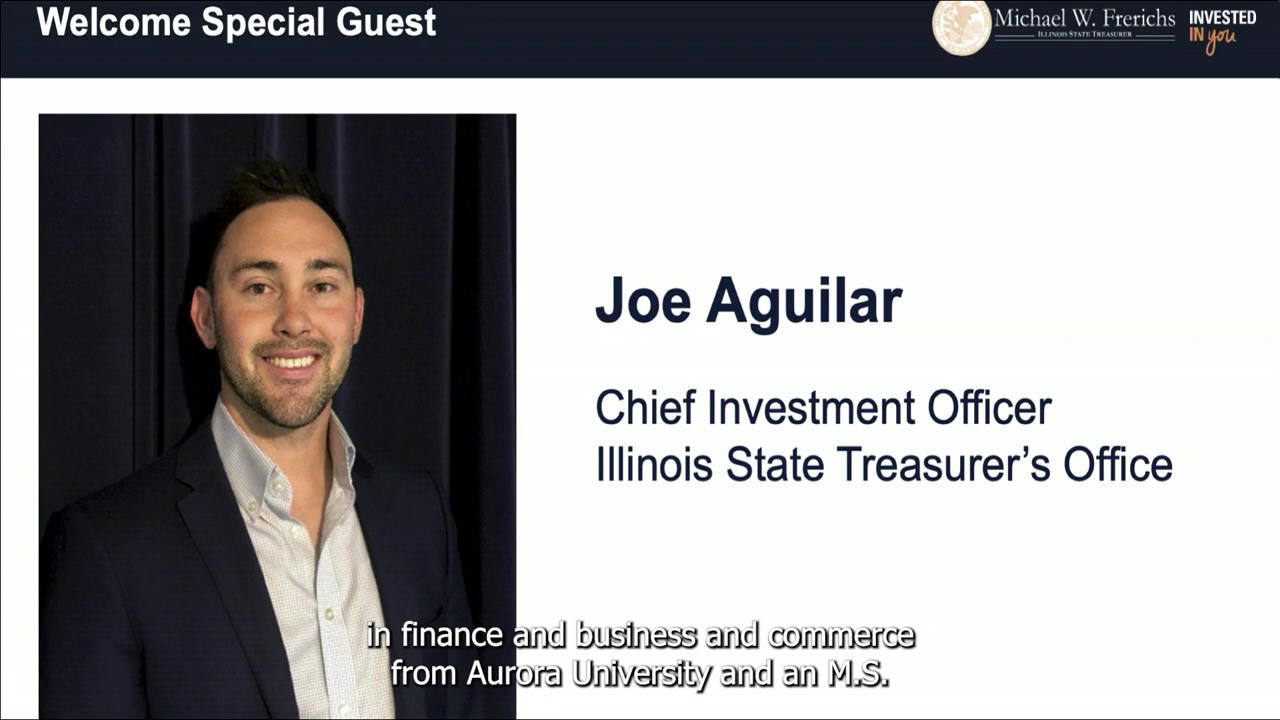 Welcome Special Guest
Michael W. Frerichs
ILLINOIS STATE TREASURER
INVESTED
IN you
Joe Aguilar
Chief Investment Officer
Illinois State Treasurer’s Office
in finance and business and commerce
from Aurora University and an M.S.